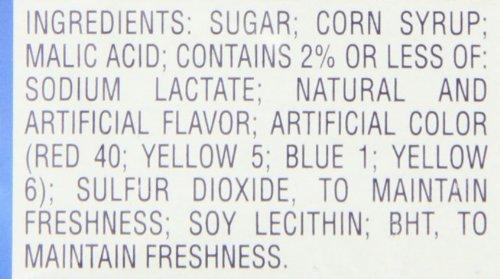 INGREDIENTS: SUGAR; CORN SYRUP;
MALIC ACID; CONTAINS 2% OR LESS OF:
SODIUM LACTATE; NATURAL AND
ARTIFICIAL FLAVOR; ARTIFICIAL COLOR
(RED 40; YELLOW 5; BLUE 1; YELLOW
6); SULFUR DIOXIDE, TO MAINTAIN
FRESHNESS; SOY LECITHIN; BHT, TO
MAINTAIN FRESHNESS.